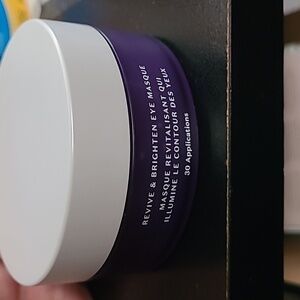 REVIVE & BRIGHTEN EYE MASQUE
MASQUE REVITALISANT QUI
ILLUMINE LE CONTOUR DES YEUX
30 Applications